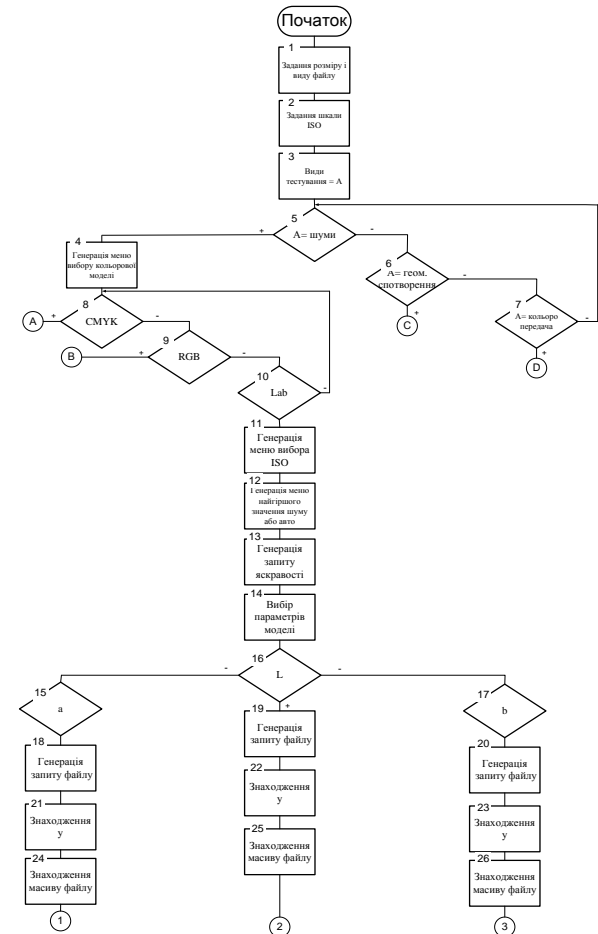 Початок
1
Задання розміру і
виду файлу
2
Задання шкали
ISO
3
Види
тестування = А
5
А= шуми
+
-
4
Генерація меню
вибору кольорової
моделі
6
А= геом.
спотворення
-
+
С
7
А= кольоро
передача
-
+
D
8
CMYK
+
-
А
9
RGB
+
-
В
10
Lab
-
11
Генерація
меню вибора
ISO
12
Генерація меню
найгіршого
значення шуму
або авто
13
Генерація
запиту
яскравості
14
Вибір
параметрів
моделі
16
L
-
-
+
15
a
17
b
18
Генерація
запиту файлу
19
Генерація
запиту файлу
20
Генерація
запиту файлу
21
Знаходження
у
22
Знаходження
у
23
Знаходження
у
24
Знаходження
масиву файлу
25
Знаходження
масиву файлу
26
Знаходження
масиву файлу
1
2
3